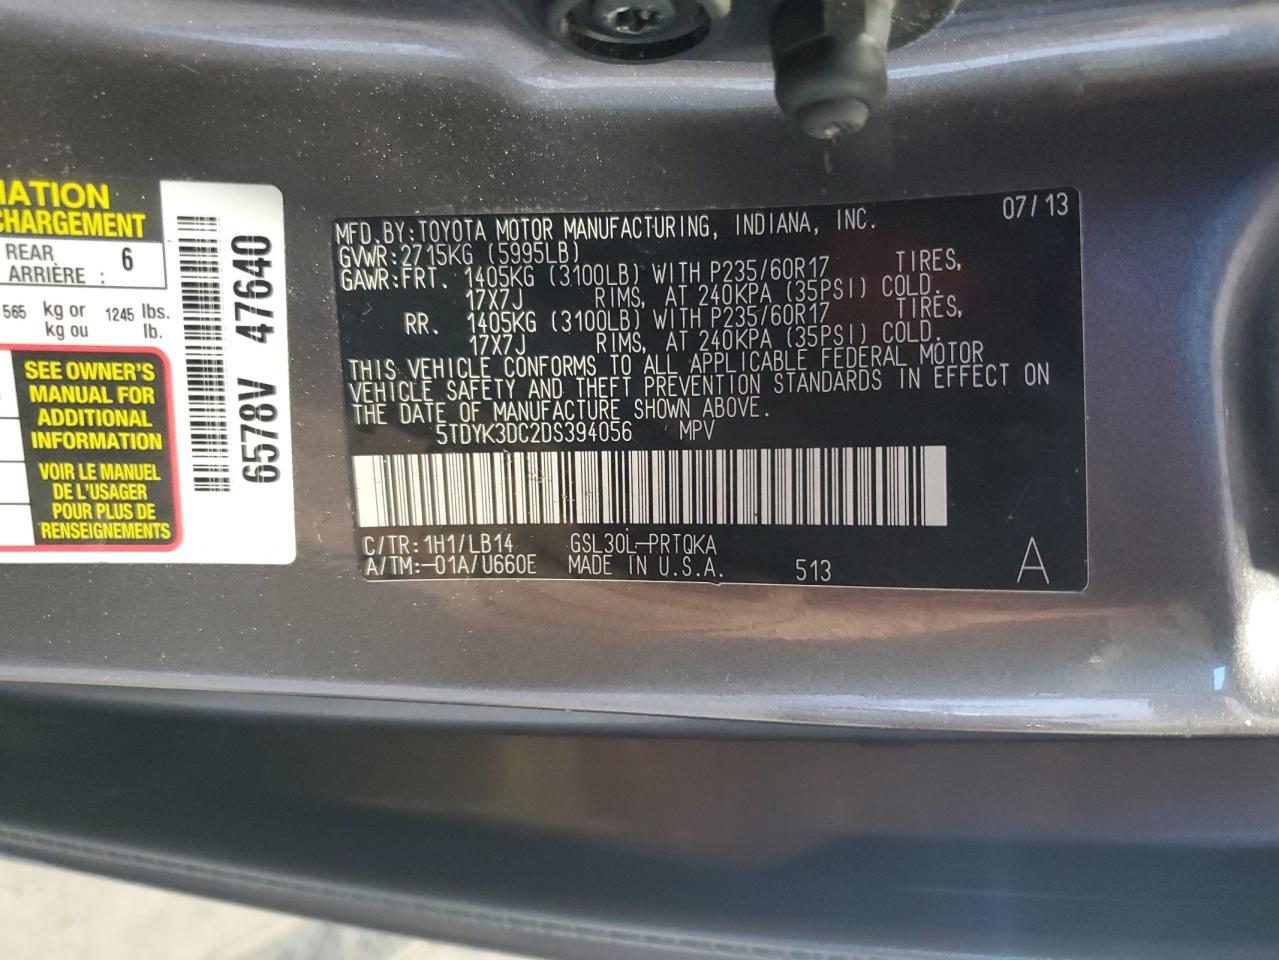 MATION
CHARGEMENT
REAR 6
ARRIÈRE :
565 kg or 1245 lbs.
kg ou lb.
SEE OWNER'S
MANUAL FOR
ADDITIONAL
INFORMATION
VOIR LE MANUEL
DE L'USAGER
POUR PLUS DE
RENSEIGNEMENTS
6578V 47640
07/13
MFD. BY: TOYOTA MOTOR MANUFACTURING, INDIANA, INC.
GVWR: 2715KG (5995LB)
GAWR: FRT. 1405KG (3100LB) WITH P235/60R17 TIRES,
17X7J RIMS, AT 240KPA (35PSI) COLD.
RR. 1405KG (3100LB) WITH P235/60R17 TIRES,
17X7J RIMS, AT 240KPA (35PSI) COLD.
THIS VEHICLE CONFORMS TO ALL APPLICABLE FEDERAL MOTOR
VEHICLE SAFETY AND THEFT PREVENTION STANDARDS IN EFFECT ON
THE DATE OF MANUFACTURE SHOWN ABOVE.
5TDYK3DC2DS394056 MPV
C/TR: 1H1/LB14 GSL30L-PRTQKA
A/TM:-01A/U660E MADE IN U.S.A. 513 A